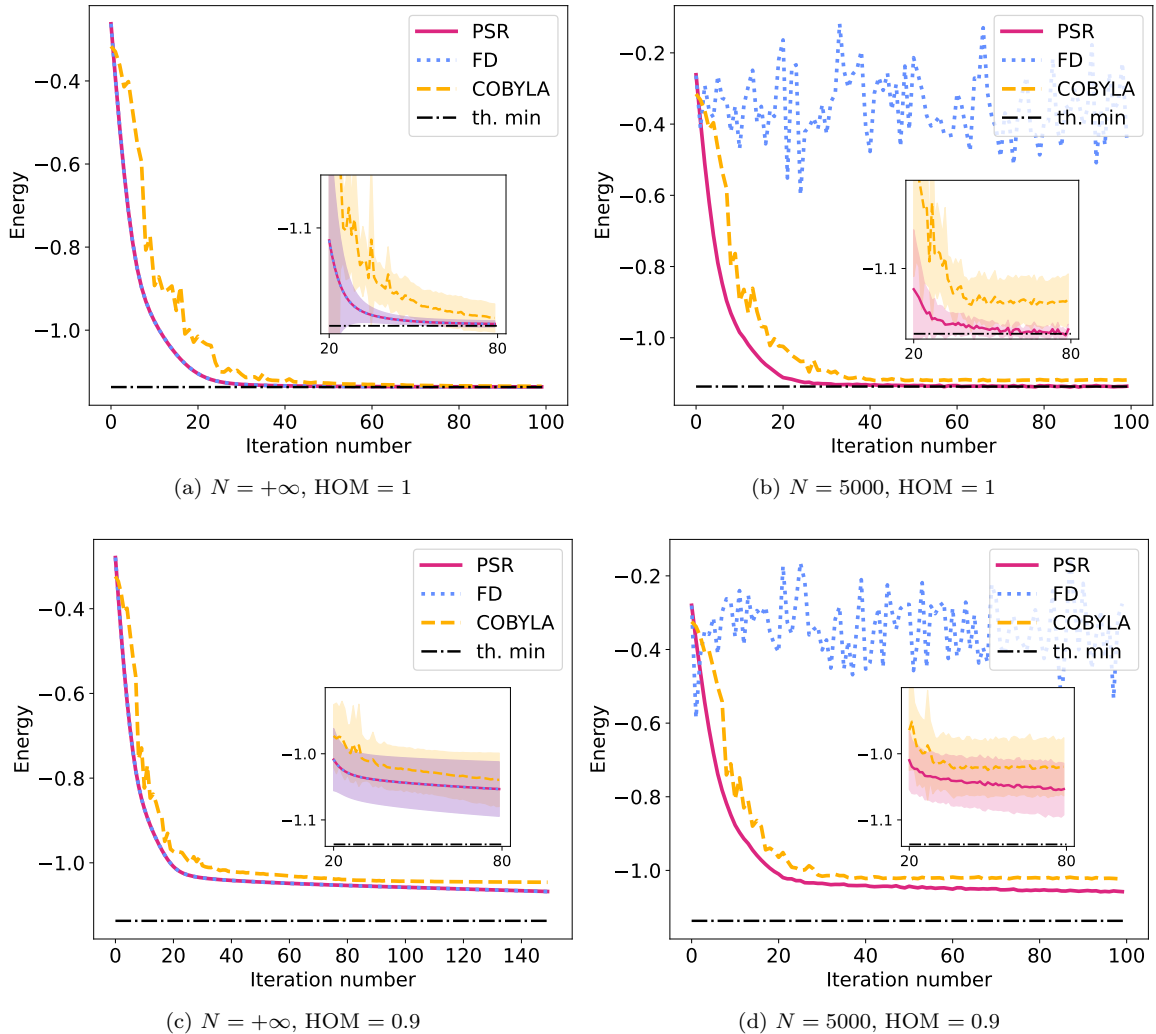 PSR
FD
COBYLA
th. min
−0.4
−0.6
−0.8
−1.0
Energy
−1.1
20
80
0
20
40
60
80
100
Iteration number
(a) N = +∞, HOM = 1
PSR
FD
COBYLA
th. min
−0.2
−0.4
−0.6
−0.8
−1.0
Energy
−1.1
20
80
0
20
40
60
80
100
Iteration number
(b) N = 5000, HOM = 1
PSR
FD
COBYLA
th. min
−0.4
−0.6
−0.8
−1.0
Energy
−1.0
−1.1
20
80
0
20
40
60
80
100
120
140
Iteration number
(c) N = +∞, HOM = 0.9
PSR
FD
COBYLA
th. min
−0.2
−0.4
−0.6
−0.8
−1.0
Energy
−1.0
−1.1
20
80
0
20
40
60
80
100
Iteration number
(d) N = 5000, HOM = 0.9